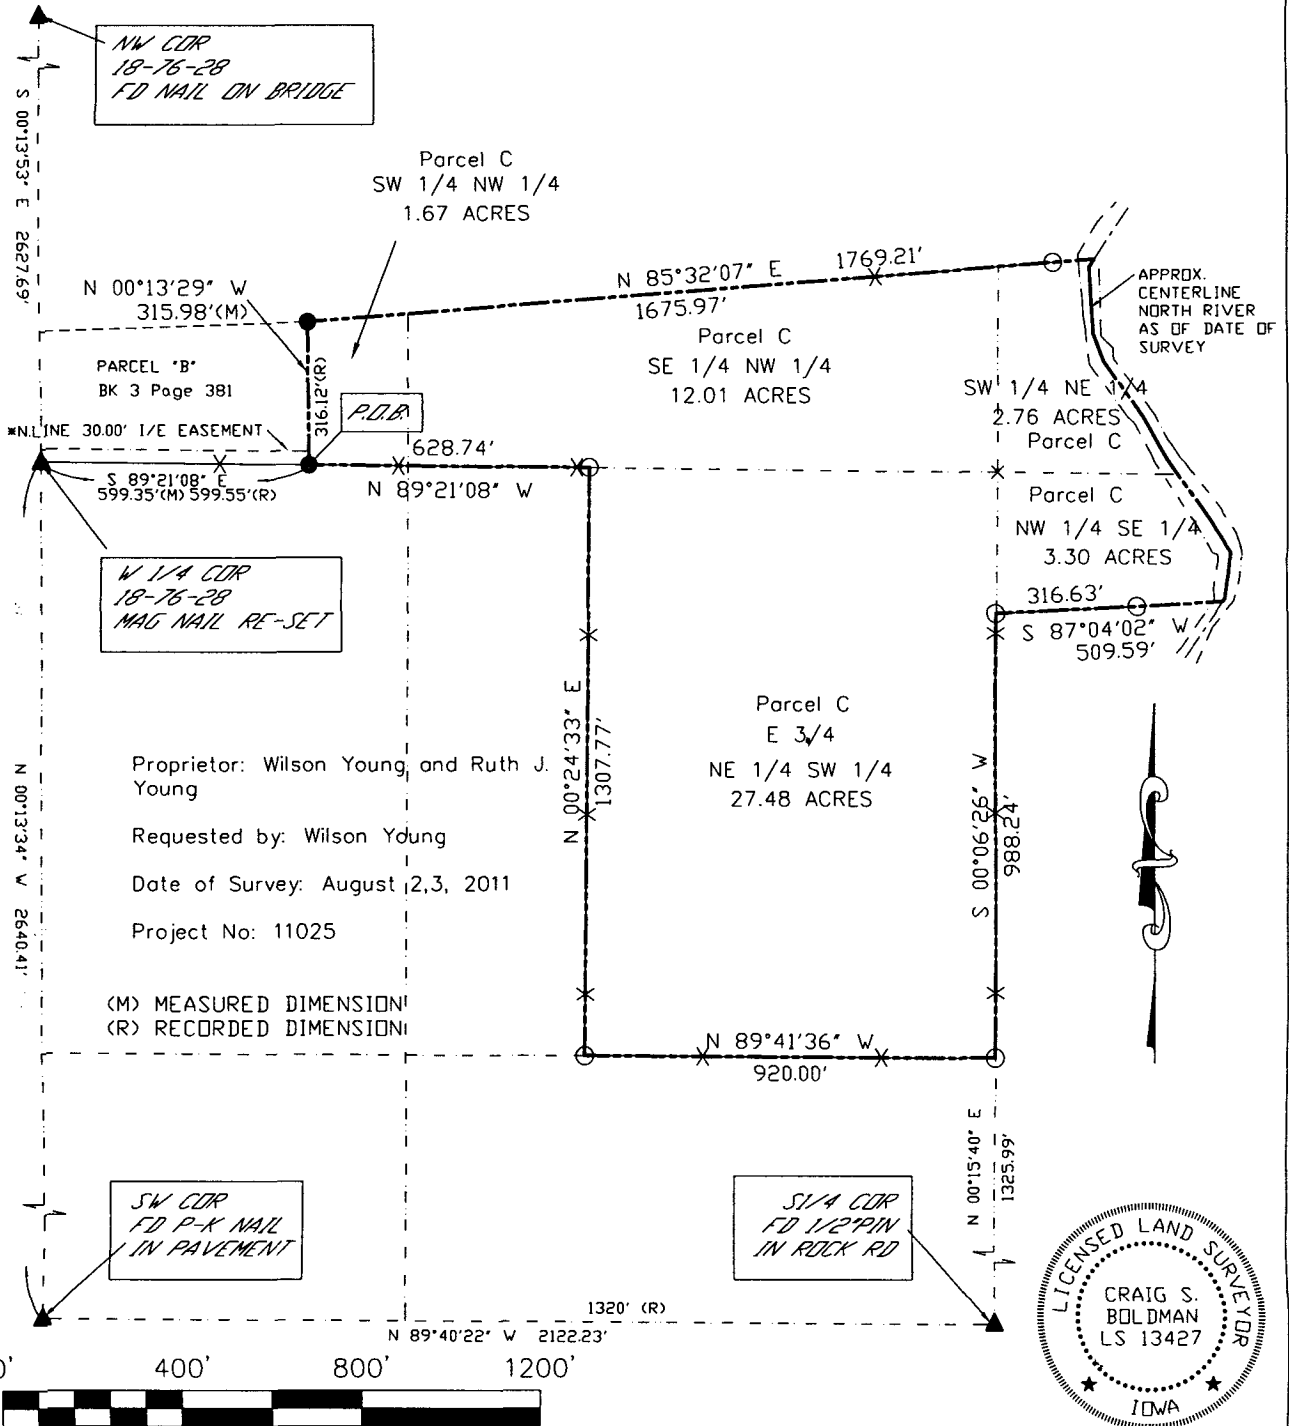 NW COR
18-76-28
FD NAIL ON BRIDGE
S 00°13'53" E 2627.69'
Parcel C
SW 1/4 NW 1/4
1.67 ACRES
N 00°13'29" W
315.98'(M)
316.12'(R)
N 85°32'07" E 1769.21'
1675.97'
APPROX.
CENTERLINE
NORTH RIVER
AS OF DATE OF
SURVEY
PARCEL "B"
BK 3 Page 381
Parcel C
SE 1/4 NW 1/4
12.01 ACRES
SW 1/4 NE 1/4
2.76 ACRES
Parcel C
P.O.B.
*N.LINE 30.00' I/E EASEMENT
628.74'
N 89°21'08" W
S 89°21'08" E
599.35'(M) 599.55'(R)
Parcel C
NW 1/4 SE 1/4
3.30 ACRES
W 1/4 COR
18-76-28
MAG NAIL RE-SET
316.63'
S 87°04'02" W
509.59'
N 00°24'33" E
1307.77'
Parcel C
E 3/4
NE 1/4 SW 1/4
27.48 ACRES
S 00°06'26" W
988.24'
N 00°13'34" W 2640.41'
Proprietor: Wilson Young and Ruth J.
Young
Requested by: Wilson Young
Date of Survey: August 2,3, 2011
Project No: 11025
(M) MEASURED DIMENSION
(R) RECORDED DIMENSION
N 89°41'36" W
920.00'
N 00°15'40" E
1325.99'
SW COR
FD P-K NAIL
IN PAVEMENT
S1/4 COR
FD 1/2"PIN
IN ROCK RD
1320' (R)
N 89°40'22" W 2122.23'
0' 400' 800' 1200'
LICENSED LAND SURVEYOR
CRAIG S.
BOLDMAN
LS 13427
IOWA